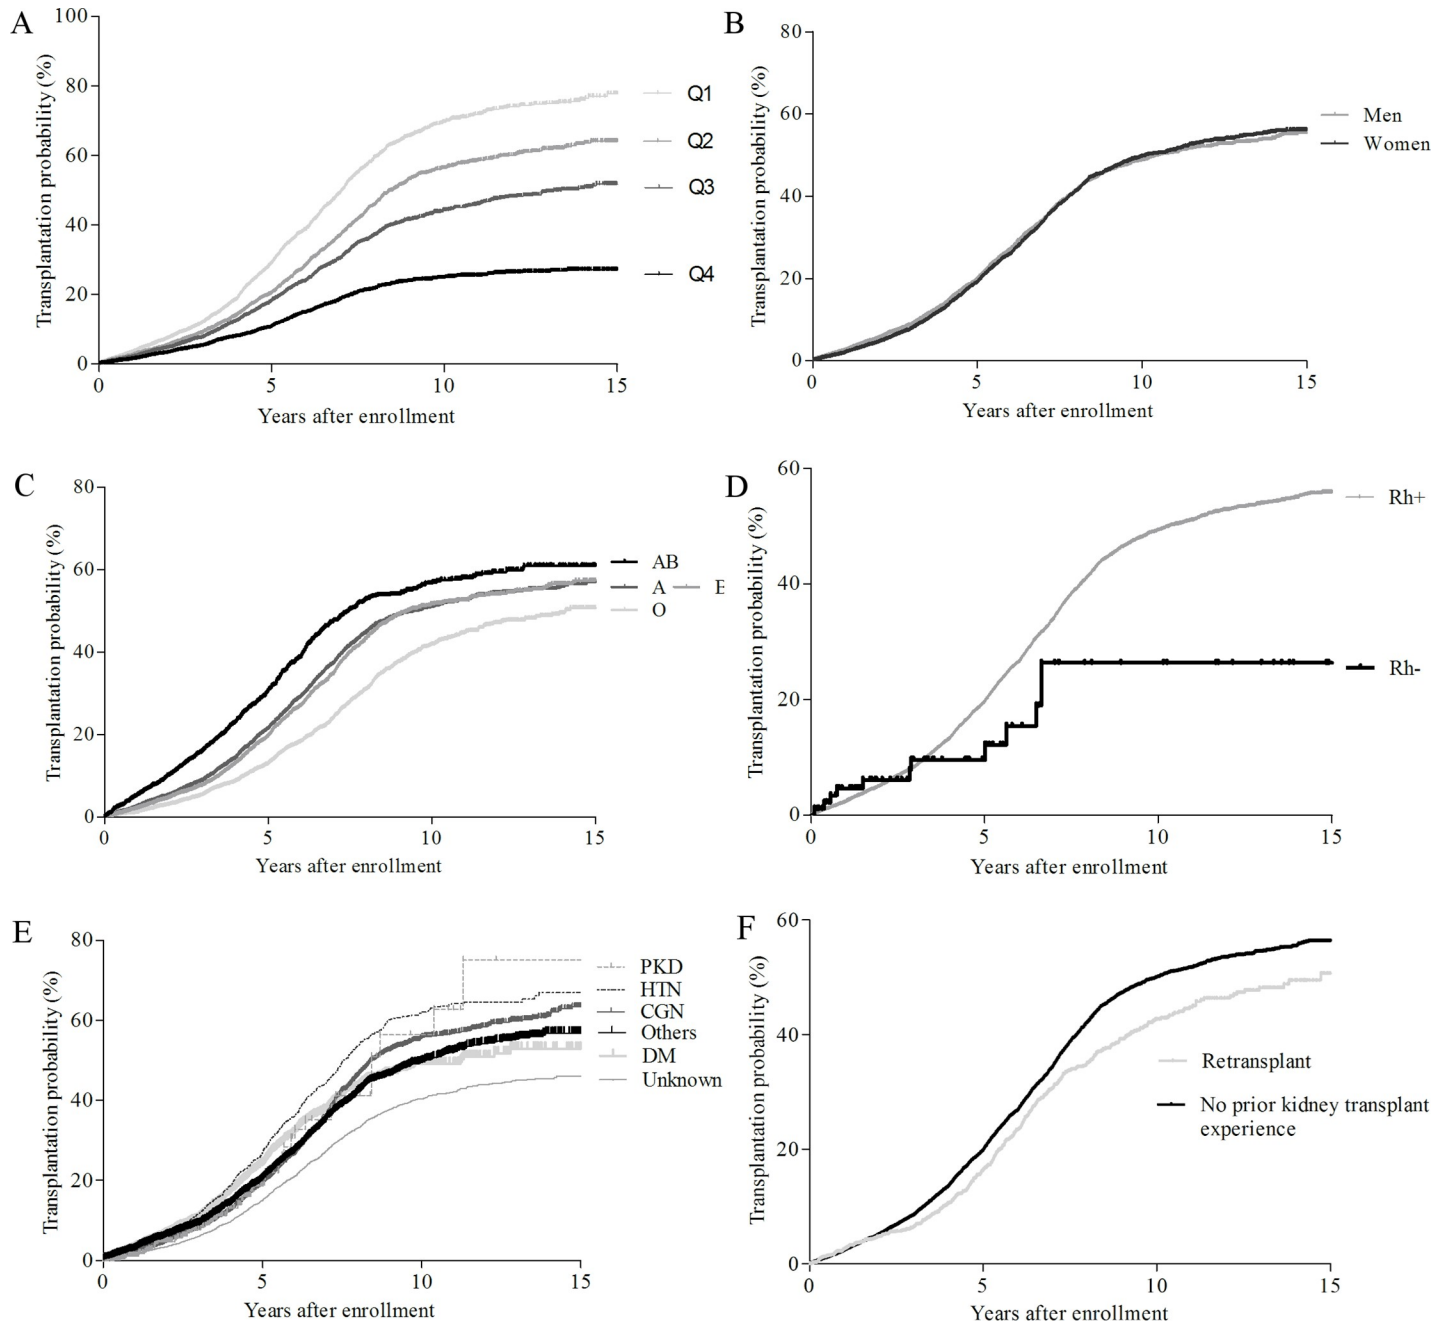 A
Transplantation probability (%)
100
80
60
40
20
0
0 5 10 15
Years after enrollment
Q1
Q2
Q3
Q4
B
Transplantation probability (%)
80
60
40
20
0
0 5 10 15
Years after enrollment
Men
Women
C
Transplantation probability (%)
80
60
40
20
0
0 5 10 15
Years after enrollment
AB
A
O
D
Transplantation probability (%)
60
40
20
0
0 5 10 15
Years after enrollment
Rh+
Rh-
E
Transplantation probability (%)
80
60
40
20
0
0 5 10 15
Years after enrollment
PKD
HTN
CGN
Others
DM
Unknown
F
Transplantation probability (%)
60
40
20
0
0 5 10 15
Years after enrollment
Retransplant
No prior kidney transplant
experience